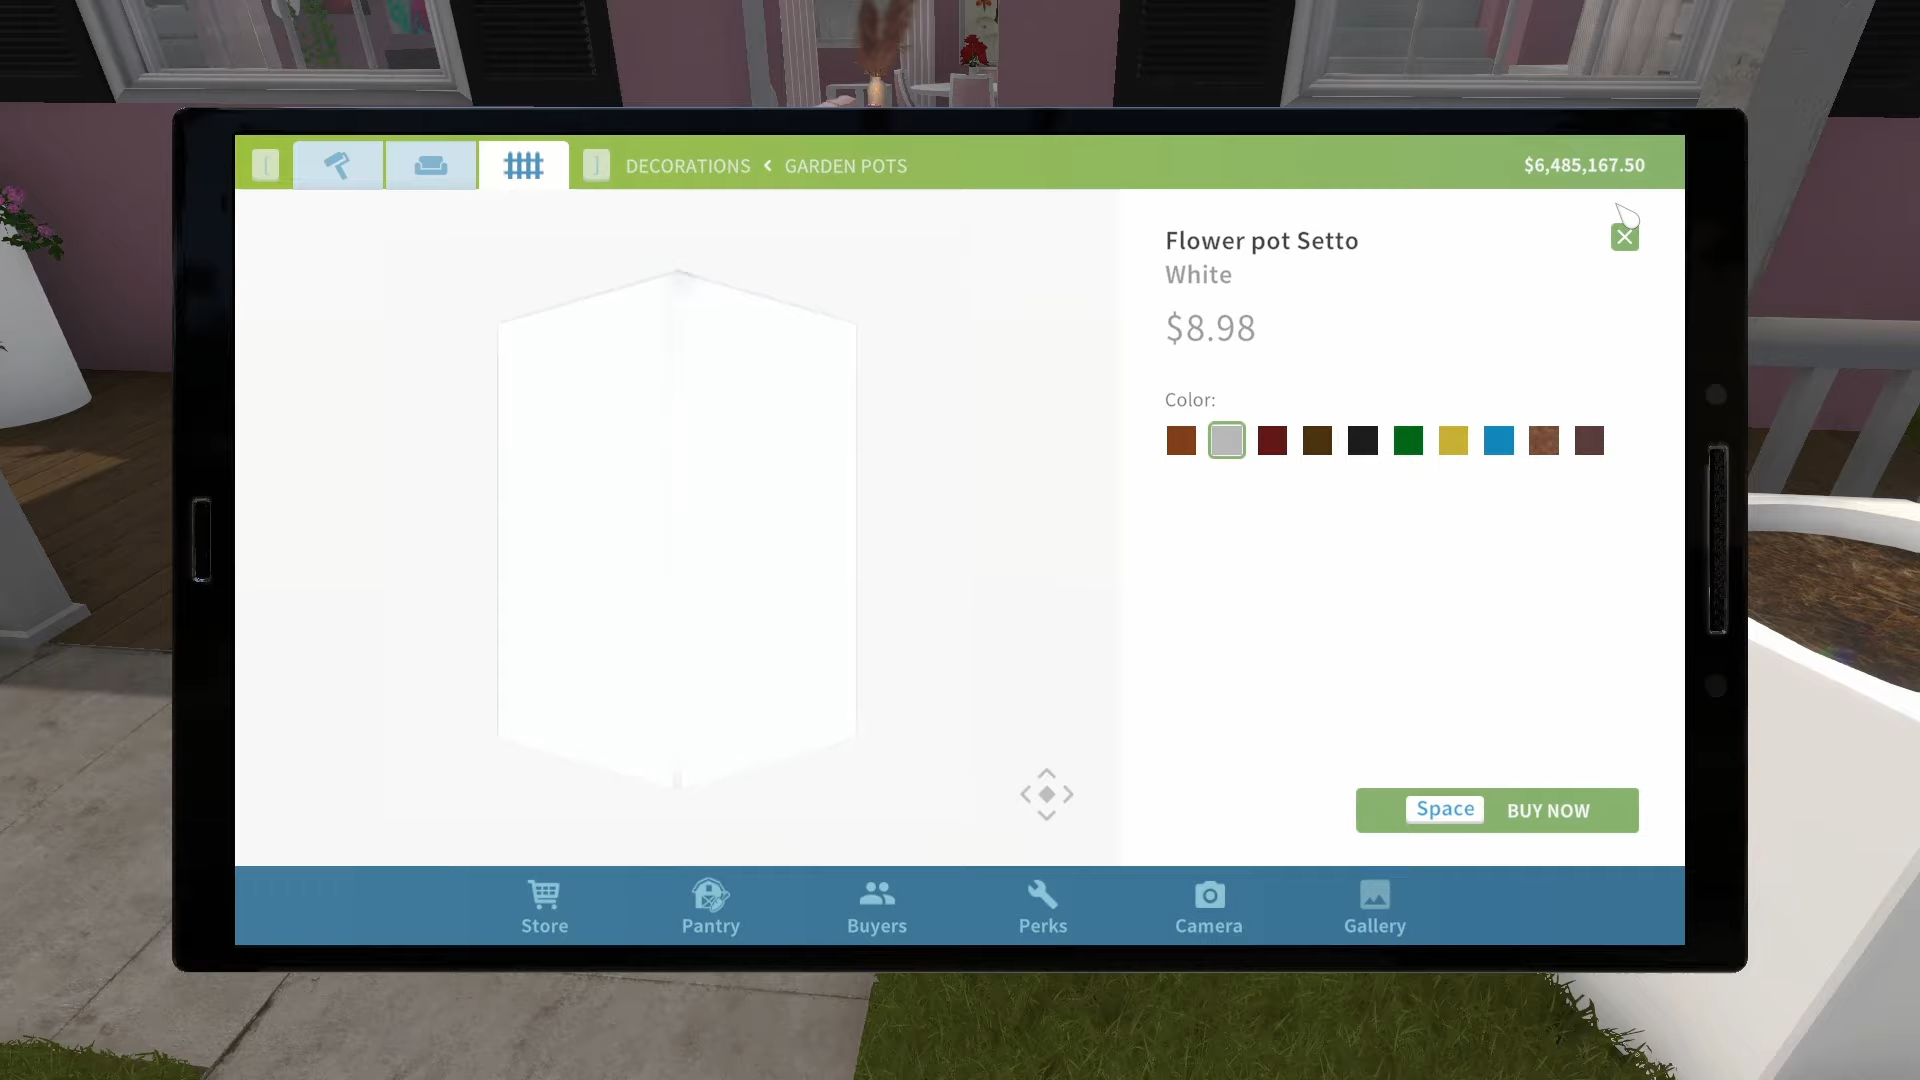 [
]
DECORATIONS < GARDEN POTS
$6,485,167.50
Flower pot Setto
White
$8.98
Color:
Space BUY NOW
Store Pantry Buyers Perks Camera Gallery